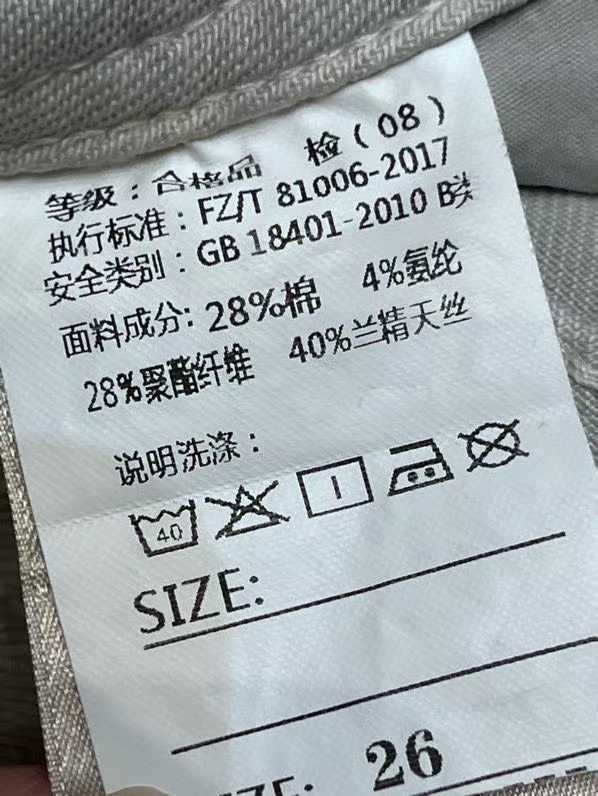 等级：合格品 检(08)
执行标准：FZ/T 81006-2017
安全类别：GB 18401-2010 B类
面料成分: 28%棉 4%氨纶
28%聚酯纤维 40%兰精天丝
说明洗涤：
40
SIZE:
ZE: 26